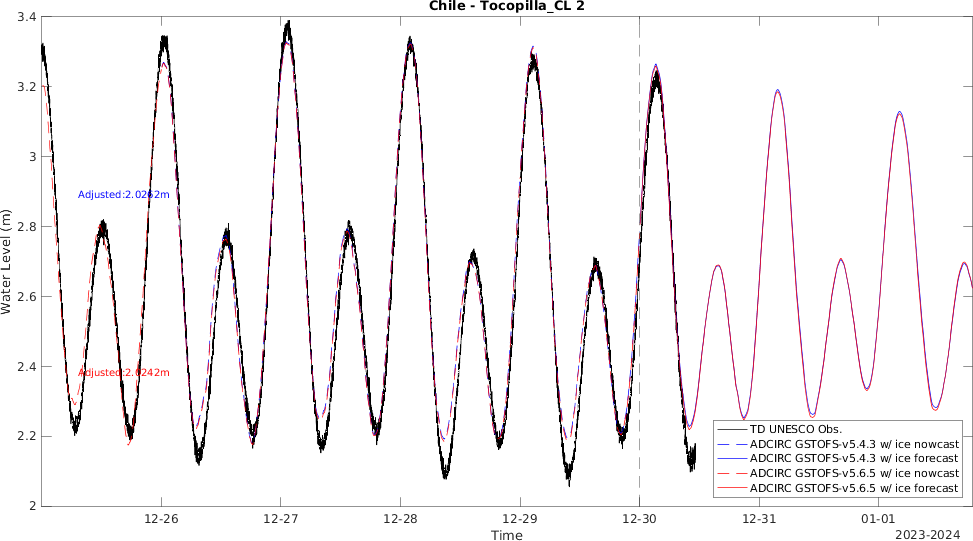 Chile - Tocopilla_CL 2
3.4
3.2
3
2.8
2.6
2.4
2.2
2
Water Level (m)
Adjusted:2.0262m
Adjusted:2.0242m
TD UNESCO Obs.
ADCIRC GSTOFS-v5.4.3 w/ ice nowcast
ADCIRC GSTOFS-v5.4.3 w/ ice forecast
ADCIRC GSTOFS-v5.6.5 w/ ice nowcast
ADCIRC GSTOFS-v5.6.5 w/ ice forecast
12-26 12-27 12-28 12-29 12-30 12-31 01-01
Time
2023-2024